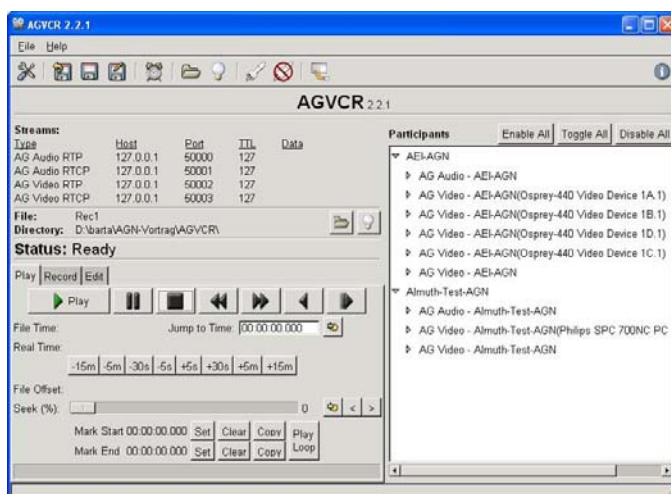 AGVCR 2.2.1
File Help
AGVCR 2.2.1
Streams:
Type Host Port TTL Data
AG Audio RTP 127.0.0.1 50000 127
AG Audio RTCP 127.0.0.1 50001 127
AG Video RTP 127.0.0.1 50002 127
AG Video RTCP 127.0.0.1 50003 127
File: Rec1
Directory: D:\barta\AGN-Vortrag\AGVCR\
Status: Ready
Play Record Edit
Play
File Time: Jump to Time: 00:00:00.000
Real Time:
-15m -5m -30s -5s +5s +30s +5m +15m
File Offset:
Seek (%): 0 < >
Mark Start 00:00:00.000 Set Clear Copy
Mark End 00:00:00.000 Set Clear Copy
Play Loop
Participants Enable All Toggle All Disable All
AEI-AGN
AG Audio - AEI-AGN
AG Video - AEI-AGN(Osprey-440 Video Device 1A.1)
AG Video - AEI-AGN(Osprey-440 Video Device 1B.1)
AG Video - AEI-AGN(Osprey-440 Video Device 1D.1)
AG Video - AEI-AGN(Osprey-440 Video Device 1C.1)
AG Video - AEI-AGN
Almuth-Test-AGN
AG Audio - Almuth-Test-AGN
AG Video - Almuth-Test-AGN(Philips SPC 700NC PC
AG Video - Almuth-Test-AGN